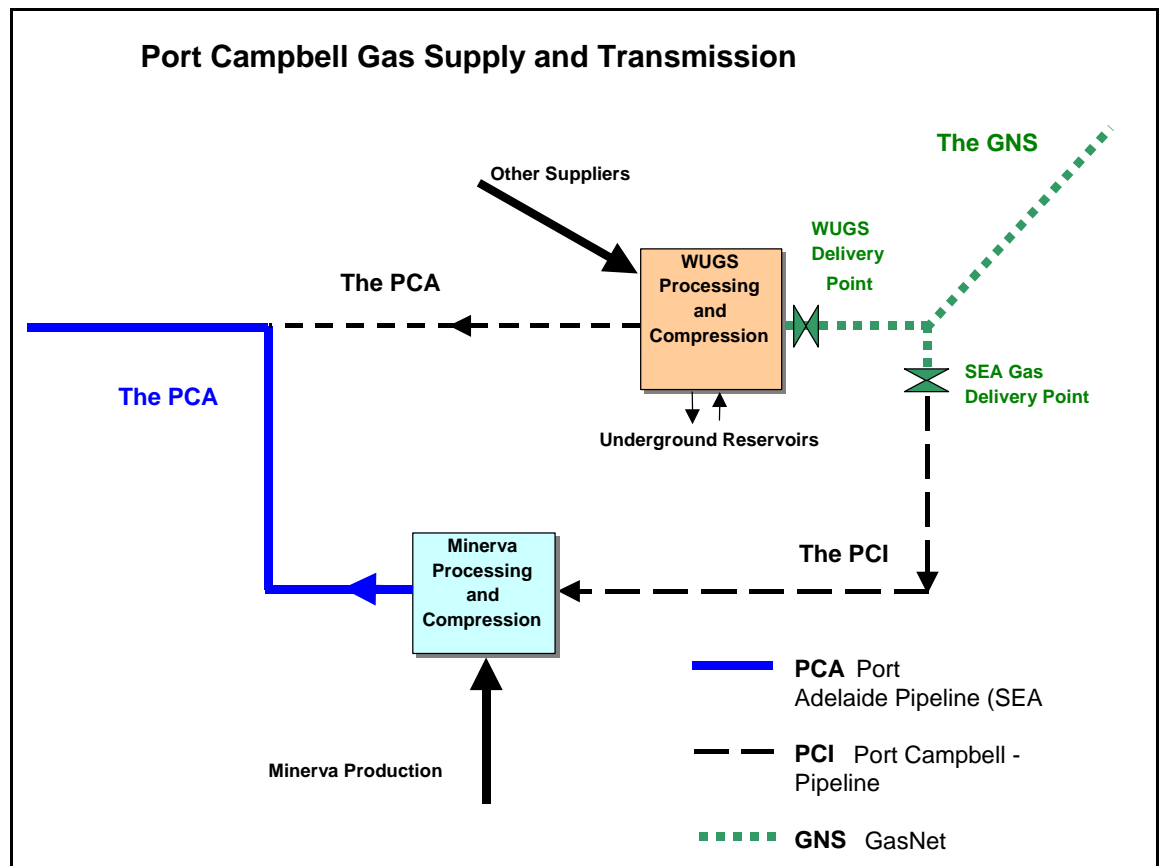 Port Campbell Gas Supply and Transmission
The GNS
Other Suppliers
WUGS
Delivery
Point
WUGS
Processing
and
Compression
The PCA
The PCA
SEA Gas
Delivery Point
Underground Reservoirs
Minerva
Processing
and
Compression
The PCI
Minerva Production
PCA Port
Adelaide Pipeline (SEA
PCI Port Campbell -
Pipeline
GNS GasNet